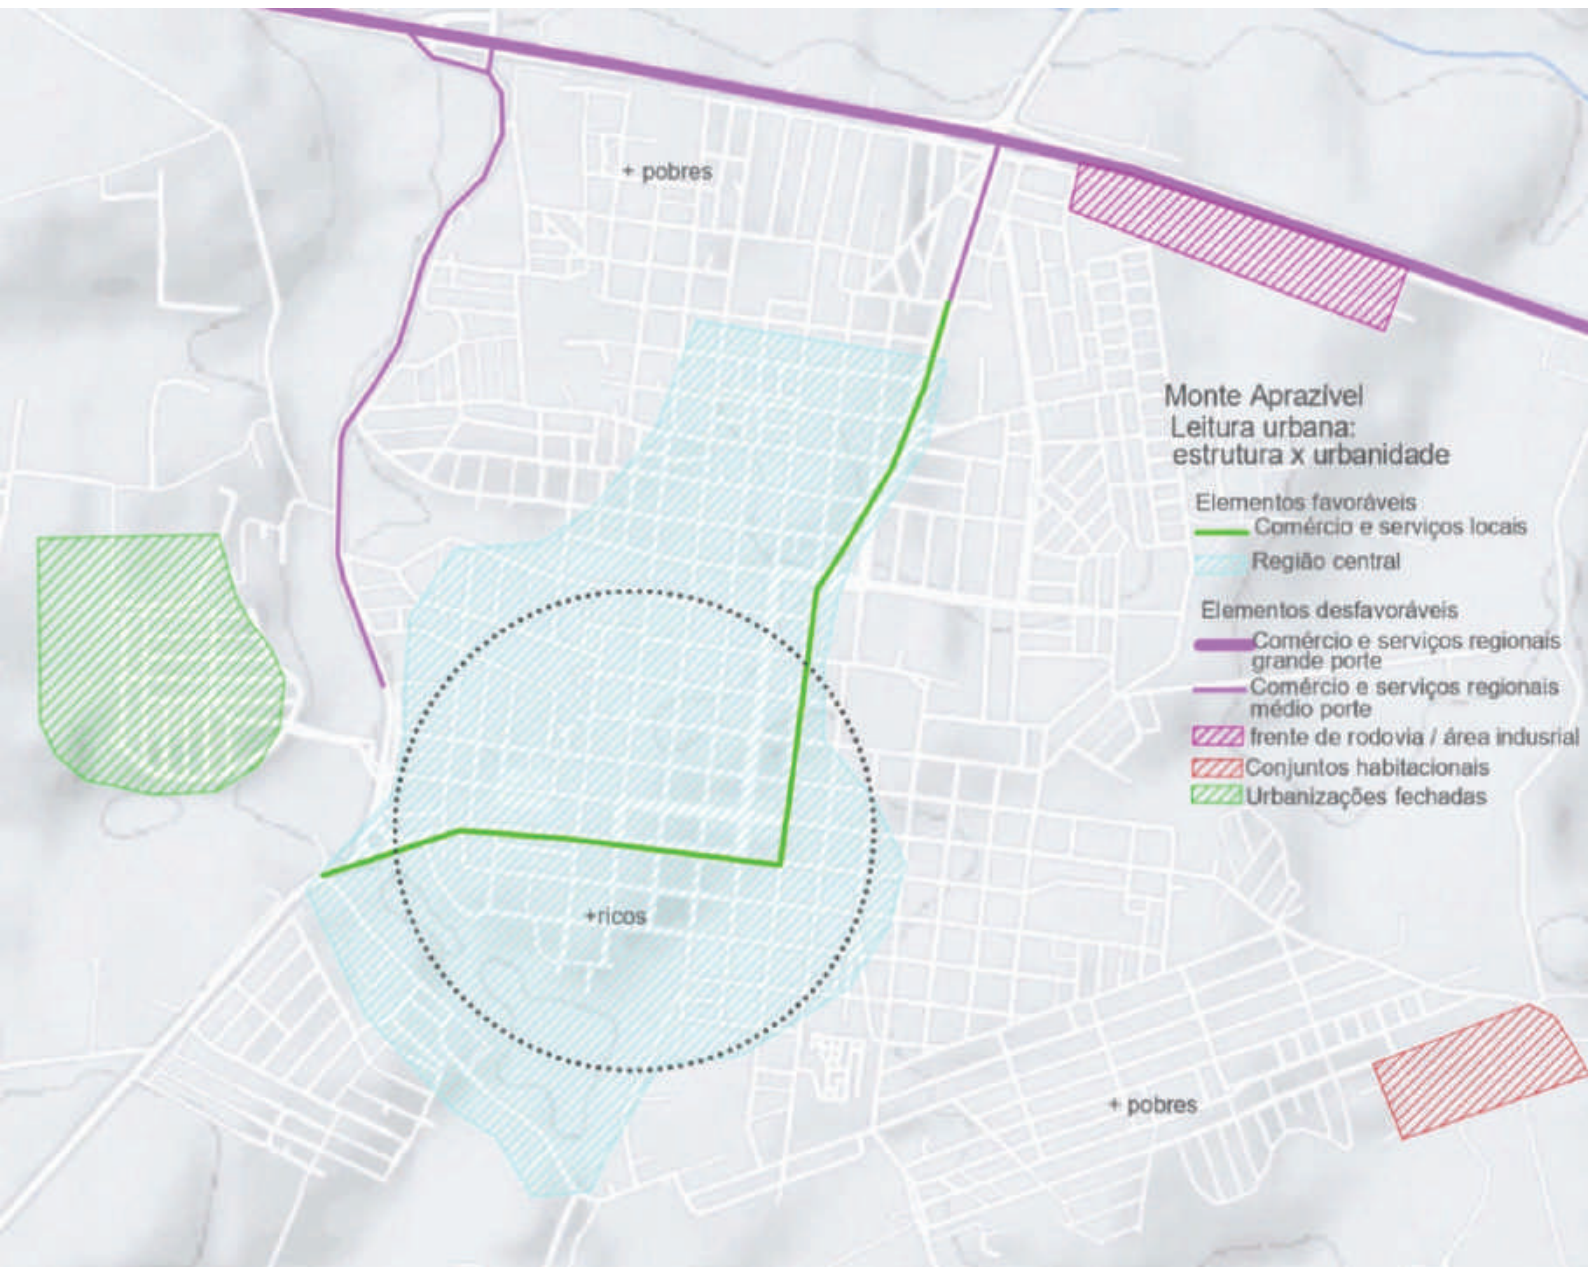 + pobres
Monte Aprazível
Leitura urbana:
estrutura x urbanidade
Elementos favoráveis
Comércio e serviços locais
Região central
Elementos desfavoráveis
Comércio e serviços regionais
grande porte
Comércio e serviços regionais
médio porte
frente de rodovia / área indusrial
Conjuntos habitacionais
Urbanizações fechadas
+ricos
+ pobres